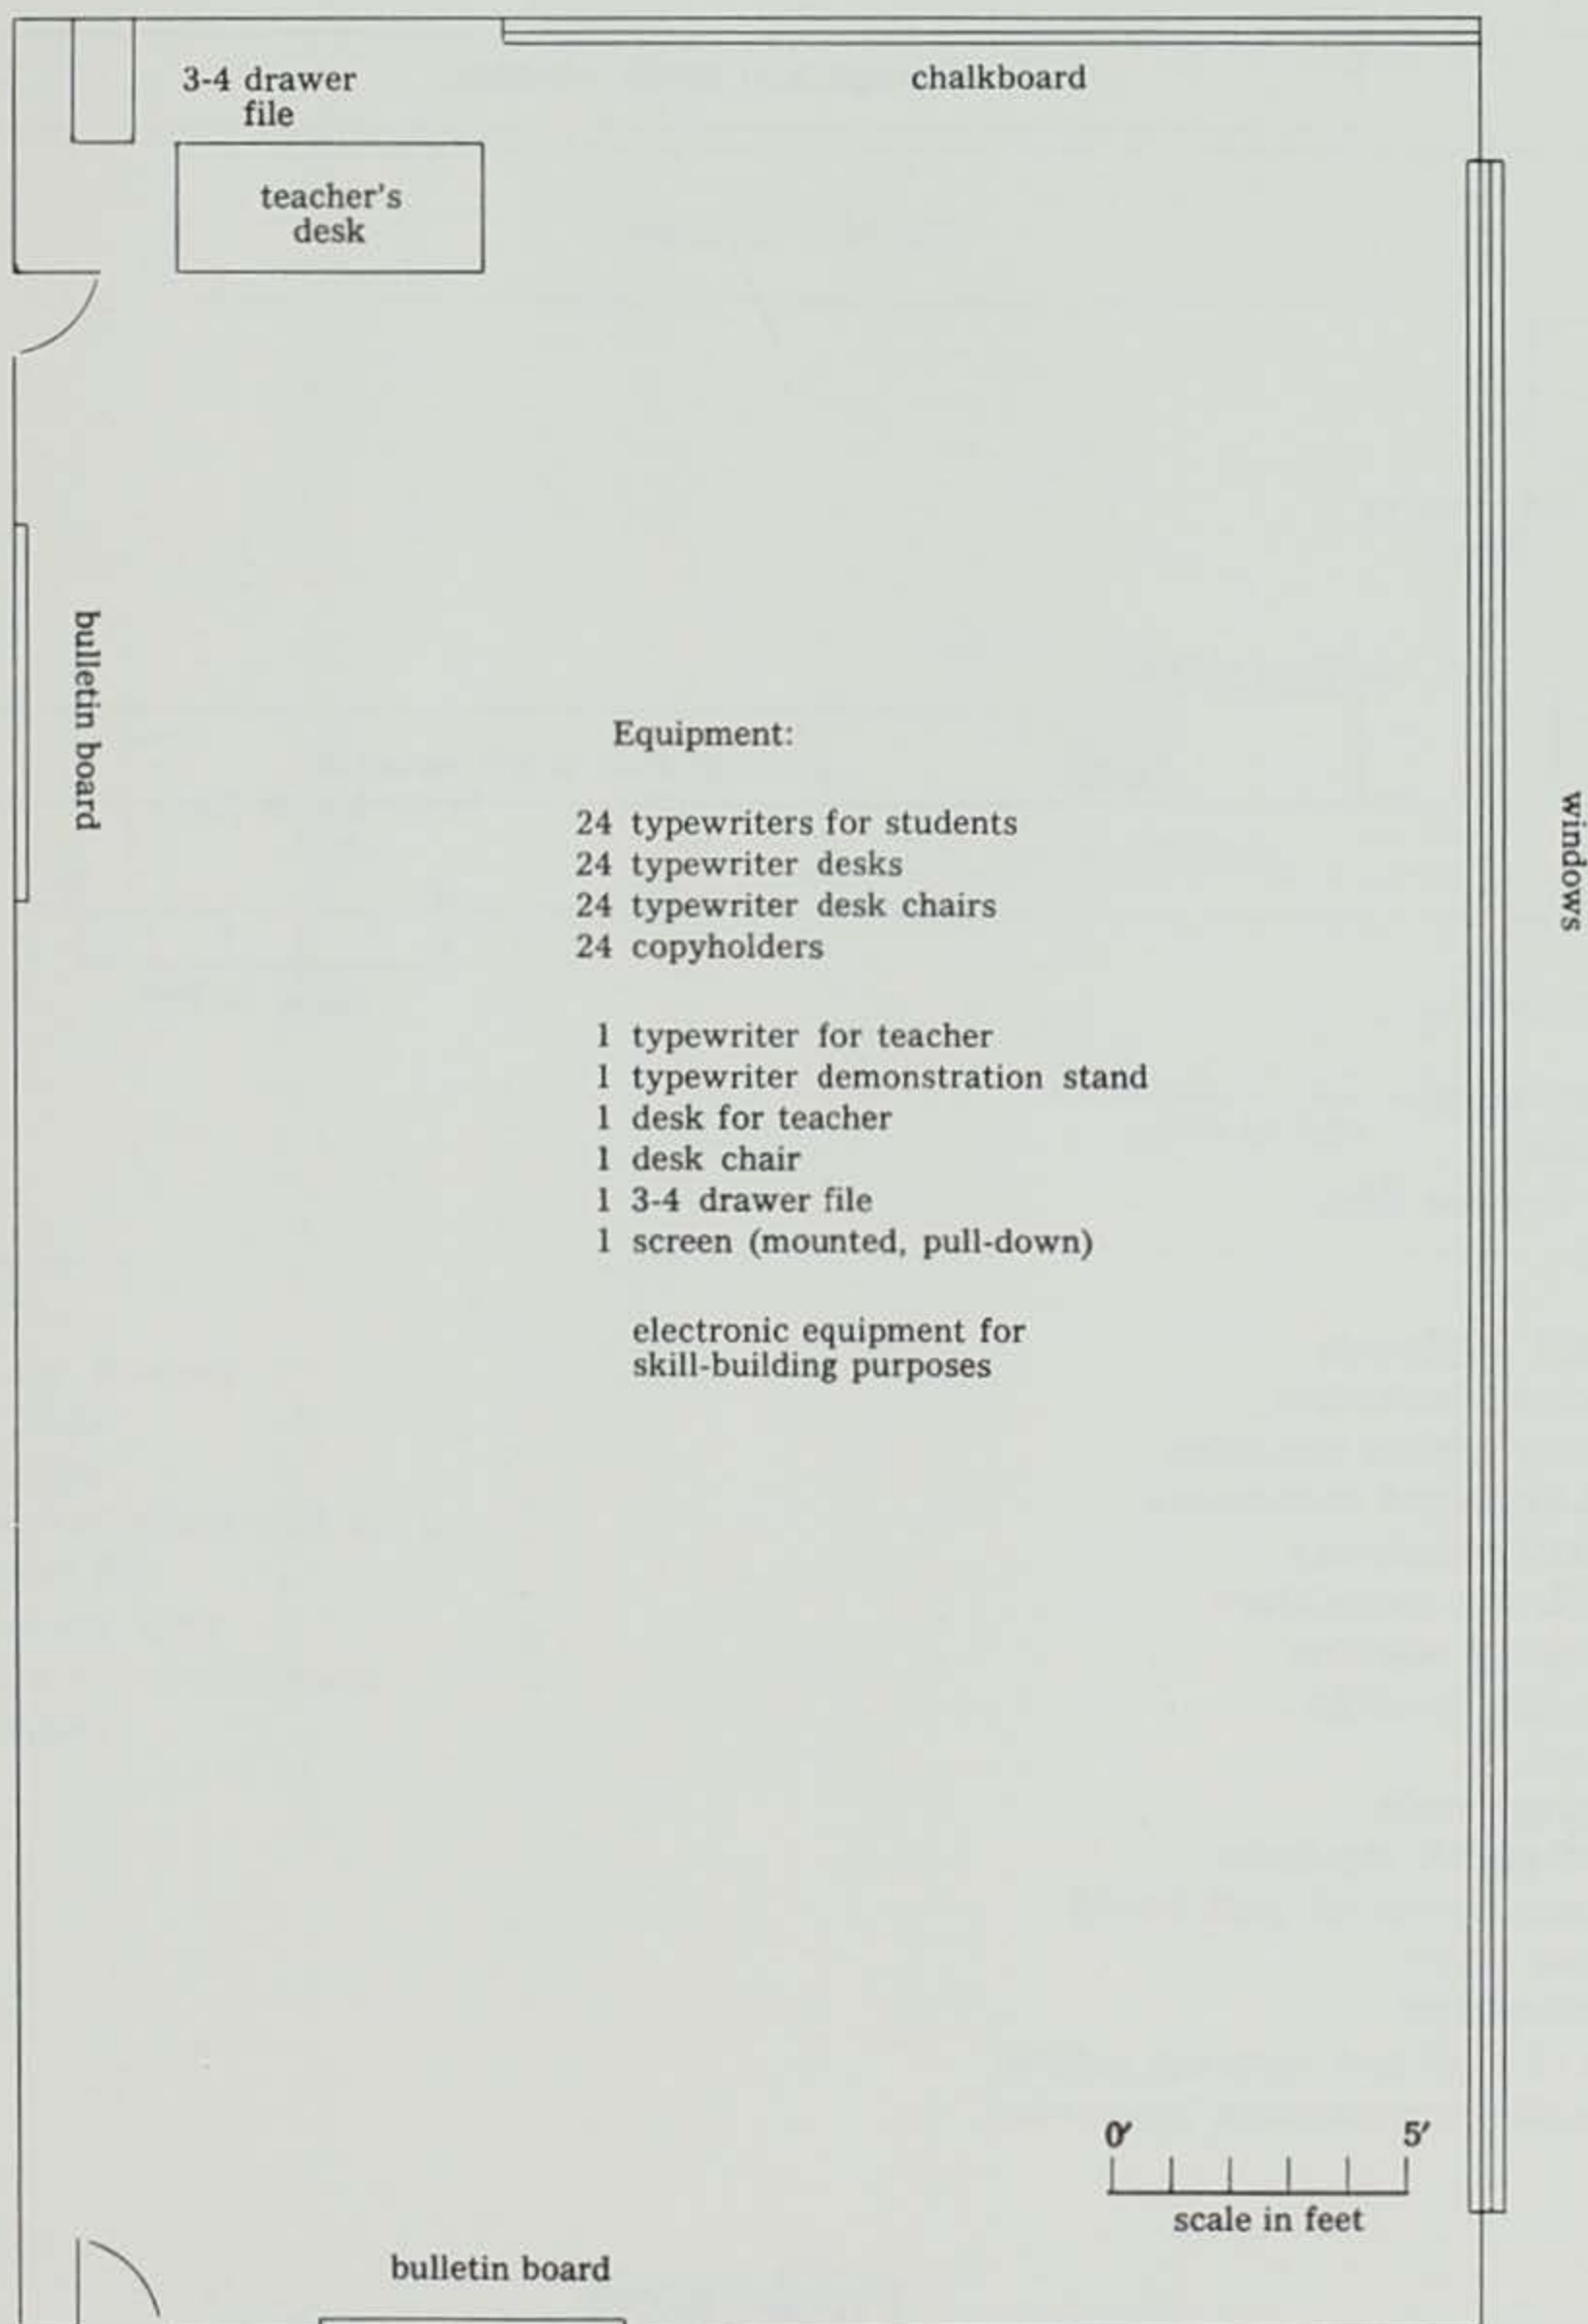 3-4 drawer
file
chalkboard
teacher's
desk
bulletin board
windows
Equipment:
24 typewriters for students
24 typewriter desks
24 typewriter desk chairs
24 copyholders
1 typewriter for teacher
1 typewriter demonstration stand
1 desk for teacher
1 desk chair
1 3-4 drawer file
1 screen (mounted, pull-down)
electronic equipment for
skill-building purposes
0′ 5′
scale in feet
bulletin board